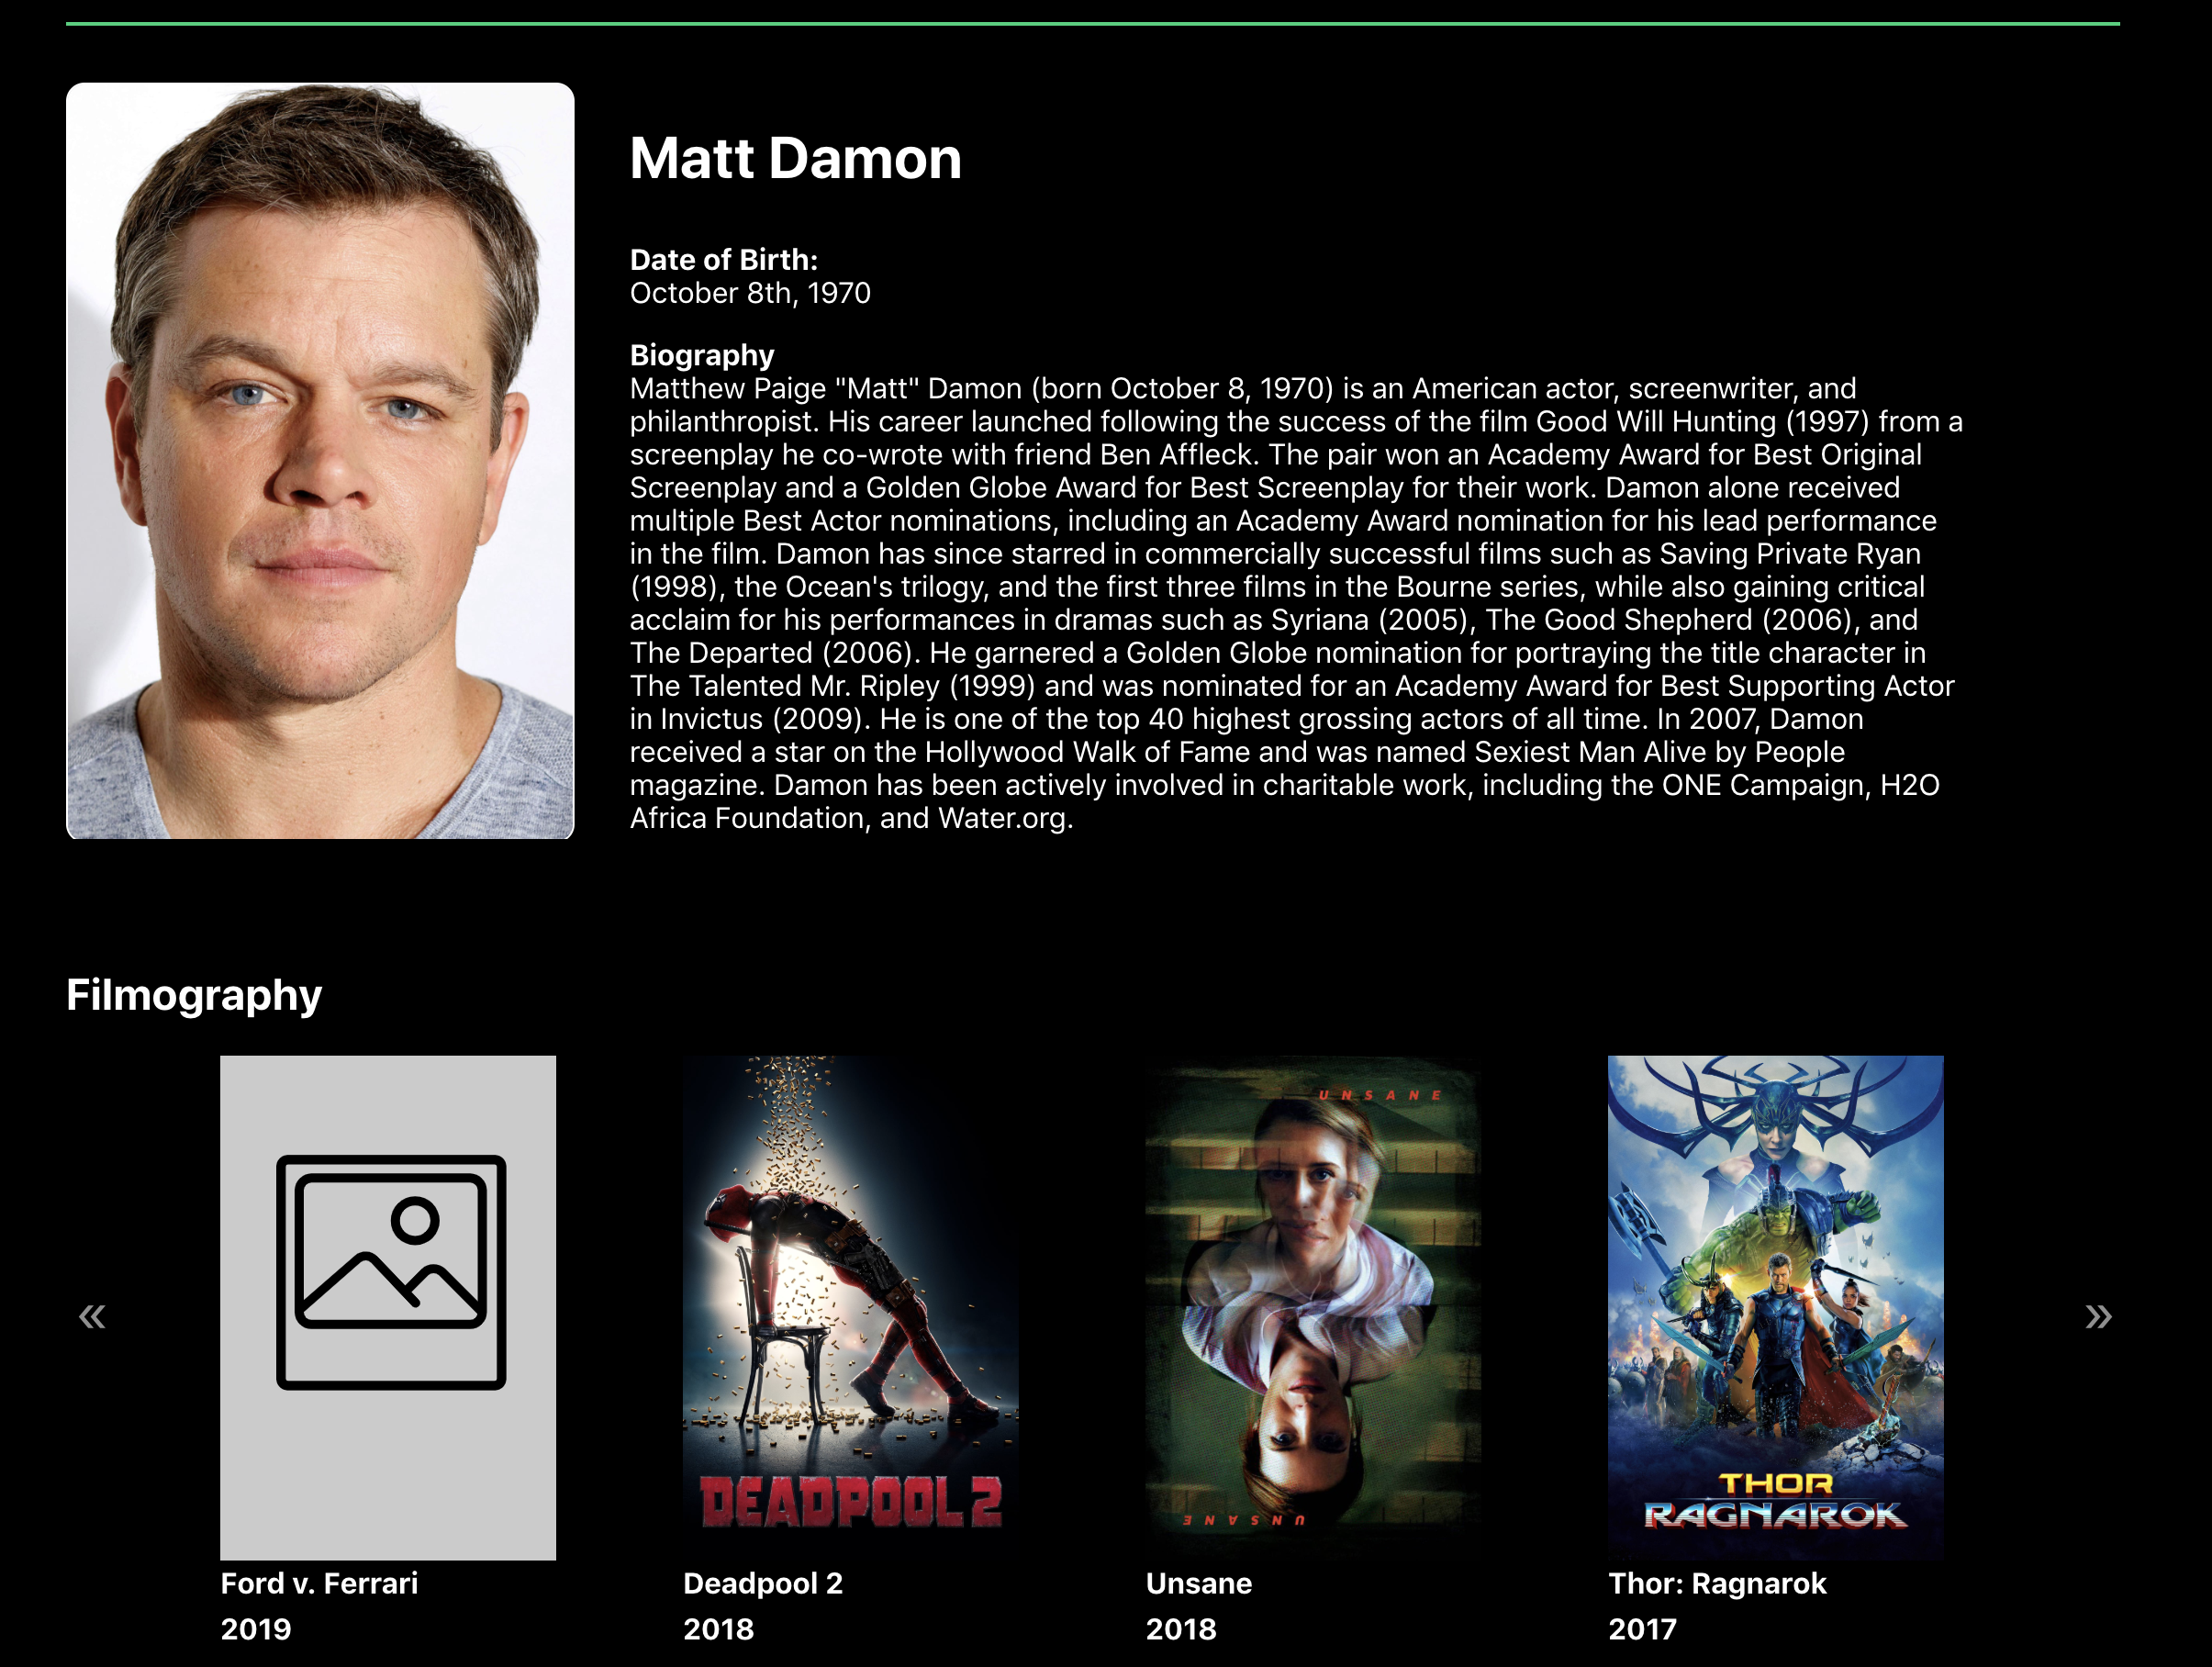 Matt Damon
Date of Birth:
October 8th, 1970
Biography
Matthew Paige "Matt" Damon (born October 8, 1970) is an American actor, screenwriter, and
philanthropist. His career launched following the success of the film Good Will Hunting (1997) from a
screenplay he co-wrote with friend Ben Affleck. The pair won an Academy Award for Best Original
Screenplay and a Golden Globe Award for Best Screenplay for their work. Damon alone received
multiple Best Actor nominations, including an Academy Award nomination for his lead performance
in the film. Damon has since starred in commercially successful films such as Saving Private Ryan
(1998), the Ocean's trilogy, and the first three films in the Bourne series, while also gaining critical
acclaim for his performances in dramas such as Syriana (2005), The Good Shepherd (2006), and
The Departed (2006). He garnered a Golden Globe nomination for portraying the title character in
The Talented Mr. Ripley (1999) and was nominated for an Academy Award for Best Supporting Actor
in Invictus (2009). He is one of the top 40 highest grossing actors of all time. In 2007, Damon
received a star on the Hollywood Walk of Fame and was named Sexiest Man Alive by People
magazine. Damon has been actively involved in charitable work, including the ONE Campaign, H2O
Africa Foundation, and Water.org.
Filmography
«
DEADPOOL 2
UNSANE
UNSANE
THOR
RAGNAROK
»
Ford v. Ferrari
2019
Deadpool 2
2018
Unsane
2018
Thor: Ragnarok
2017